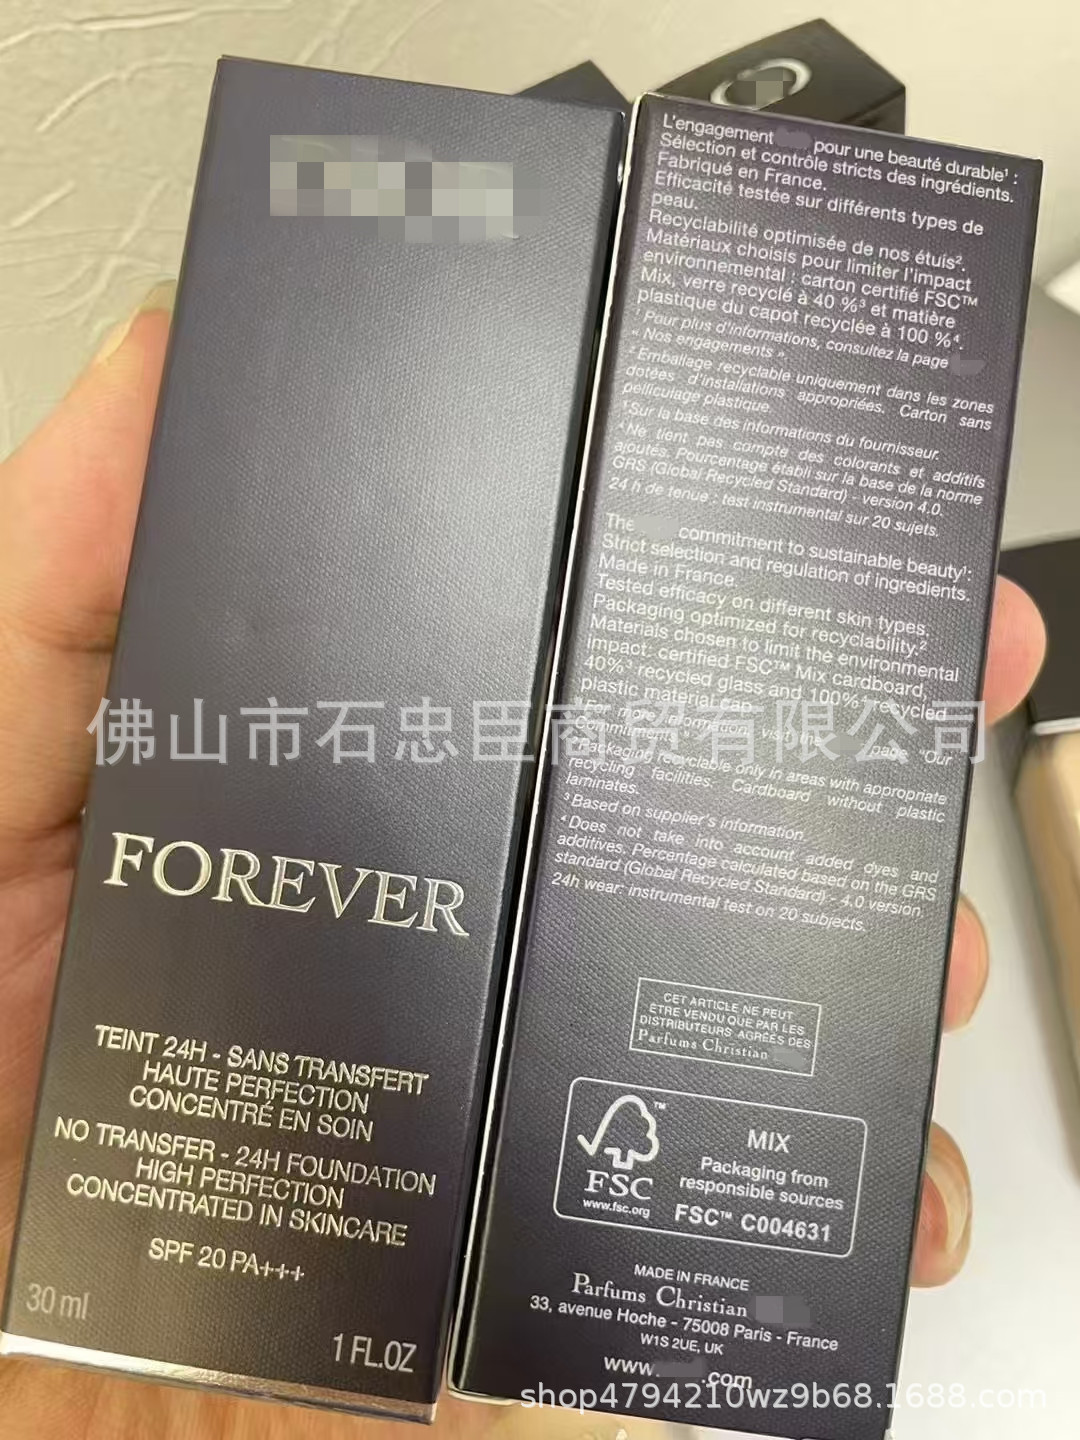 FOREVER
TEINT 24H - SANS TRANSFERT
HAUTE PERFECTION
CONCENTRÉ EN SOIN
NO TRANSFER - 24H FOUNDATION
HIGH PERFECTION
CONCENTRATED IN SKINCARE
SPF 20 PA+++
30 ml
1 FL.OZ
L'engagement pour une beauté durable¹ :
Sélection et contrôle stricts des ingrédients.
Fabriqué en France.
Efficacité testée sur différents types de
peau.
Recyclabilité optimisée de nos étuis².
Matériaux choisis pour limiter l'impact
environnemental : carton certifié FSC™
Mix, verre recyclé à 40 %³ et matière
plastique du capot recyclée à 100 %⁴.
¹ Pour plus d'informations, consultez la page
« Nos engagements »
² Emballage recyclable uniquement dans les zones
dotées d'installations appropriées. Carton sans
pelliculage plastique.
Sur la base des informations du fournisseur.
⁴Ne tient pas compte des colorants et additifs
ajoutés. Pourcentage établi sur la base de la norme
GRS (Global Recycled Standard) - version 4.0.
24 h de tenue : test instrumental sur 20 sujets.
The commitment to sustainable beauty¹:
Strict selection and regulation of ingredients.
Made in France.
Tested efficacy on different skin types.
Packaging optimized for recyclability.²
Materials chosen to limit the environmental
impact: certified FSC™ Mix cardboard,
40%³ recycled glass and 100%⁴ recycled
plastic material cap.
For more information, visit the page "Our
Commitments
Packaging recyclable only in areas with appropriate
recycling facilities. Cardboard without plastic
laminates.
³ Based on supplier's information.
⁴ Does not take into account added dyes and
additives. Percentage calculated based on the GRS
standard (Global Recycled Standard) - 4.0 version.
24h wear: instrumental test on 20 subjects.
佛山市石忠臣商贸有限公司
CET ARTICLE NE PEUT
ÊTRE VENDU QUE PAR LES
DISTRIBUTEURS AGRÉÉS DES
Parfums Christian
FSC
www.fsc.org
MIX
Packaging from
responsible sources
FSC™ C004631
MADE IN FRANCE
Parfums Christian
33, avenue Hoche - 75008 Paris - France
W1S 2UE, UK
www. .com
shop4794210wz9b68.1688.com